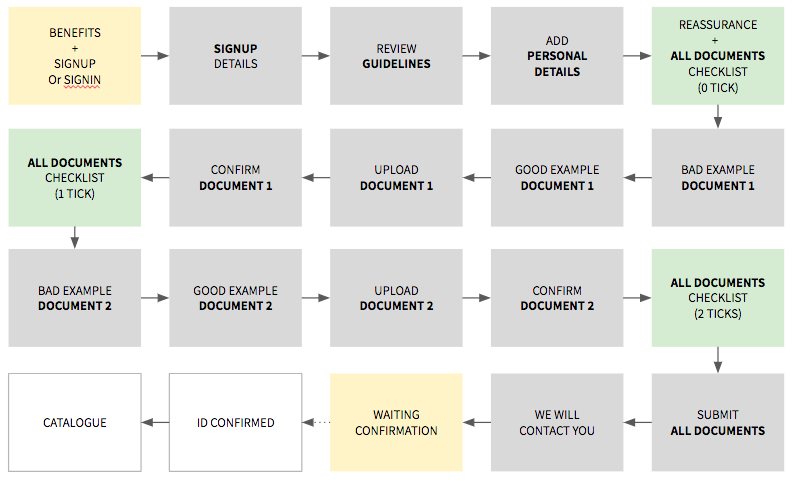 BENEFITS
+
SIGNUP
Or SIGNIN
SIGNUP
DETAILS
REVIEW
GUIDELINES
ADD
PERSONAL
DETAILS
REASSURANCE
+
ALL DOCUMENTS
CHECKLIST
(0 TICK)
BAD EXAMPLE
DOCUMENT 1
GOOD EXAMPLE
DOCUMENT 1
UPLOAD
DOCUMENT 1
CONFIRM
DOCUMENT 1
ALL DOCUMENTS
CHECKLIST
(1 TICK)
BAD EXAMPLE
DOCUMENT 2
GOOD EXAMPLE
DOCUMENT 2
UPLOAD
DOCUMENT 2
CONFIRM
DOCUMENT 2
ALL DOCUMENTS
CHECKLIST
(2 TICKS)
SUBMIT
ALL DOCUMENTS
WE WILL
CONTACT YOU
WAITING
CONFIRMATION
ID CONFIRMED
CATALOGUE